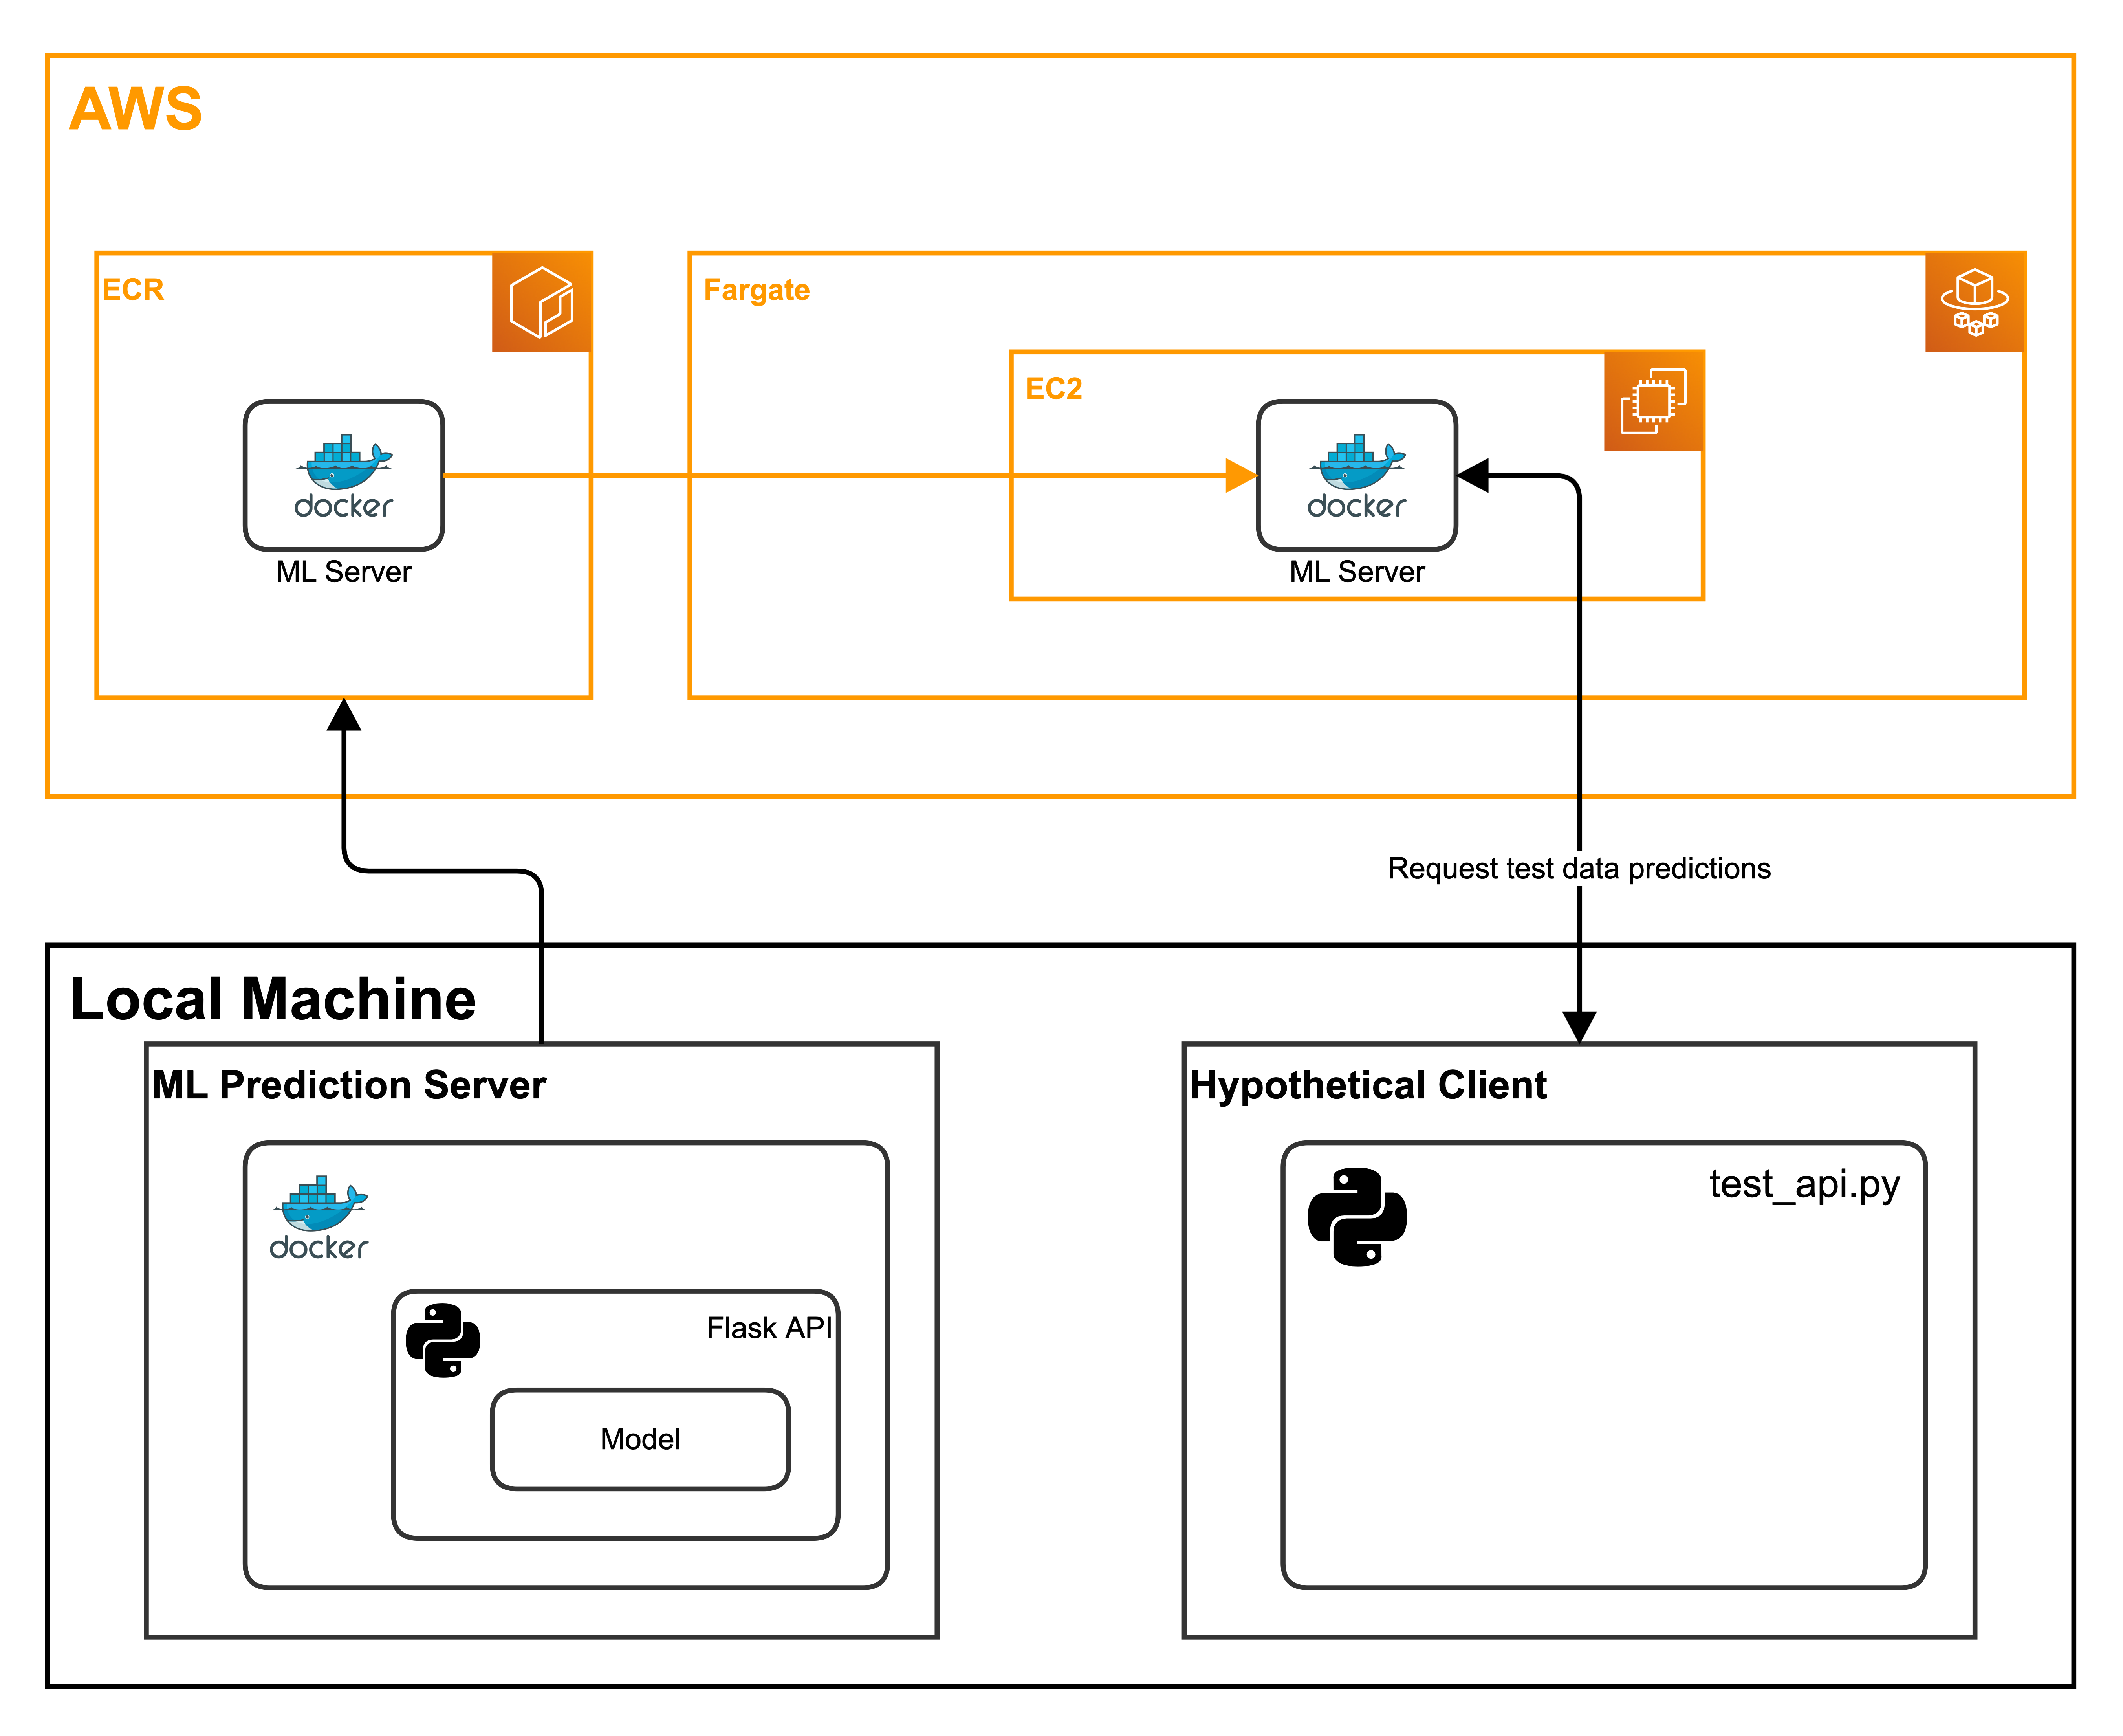 AWS
ECR
Fargate
EC2
docker
docker
ML Server
ML Server
Request test data predictions
Local Machine
ML Prediction Server
Hypothetical Client
docker
test_api.py
Flask API
Model